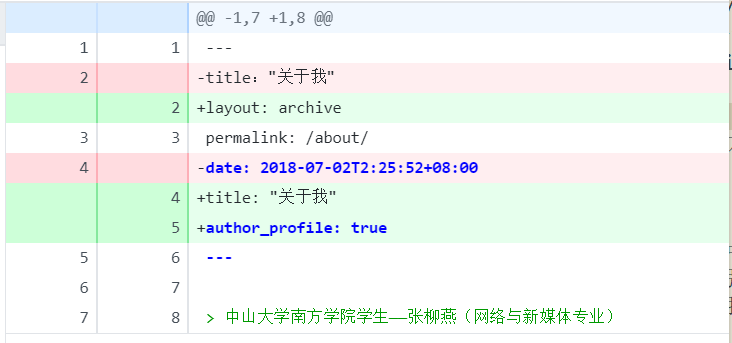 @@ -1,7 +1,8 @@
1 1 ---
2 -title："关于我"
2 +layout: archive
3 3 permalink: /about/
4 -date: 2018-07-02T2:25:52+08:00
4 +title: "关于我"
5 +author_profile: true
5 6 ---
6 7
7 8 > 中山大学南方学院学生——张柳燕（网络与新媒体专业）